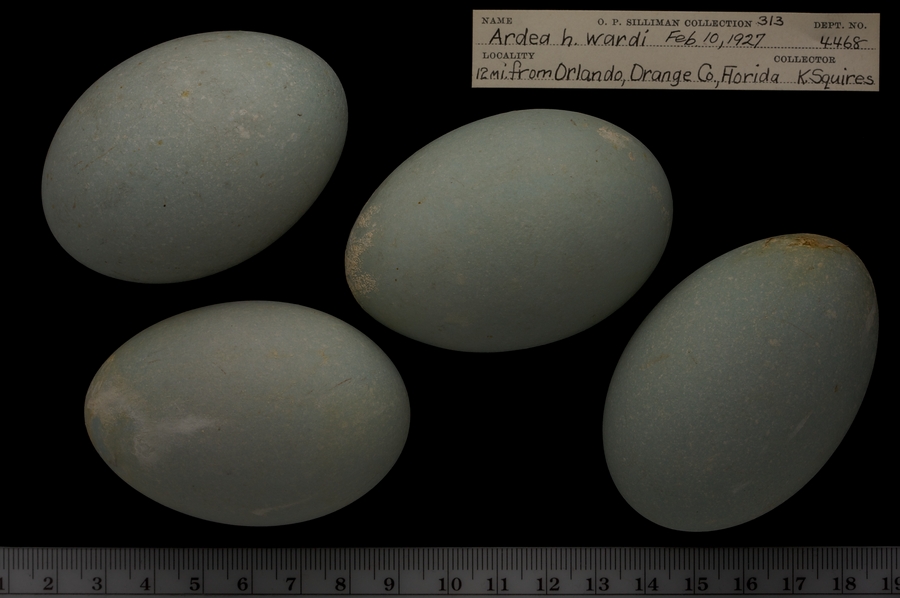 NAME O. P. SILLIMAN COLLECTION 313 DEPT. NO.
Ardea h. wardi Feb. 10, 1927 4468
LOCALITY COLLECTOR
12 mi. from Orlando, Orange Co., Florida K. Squires
1 2 3 4 5 6 7 8 9 10 11 12 13 14 15 16 17 18 19